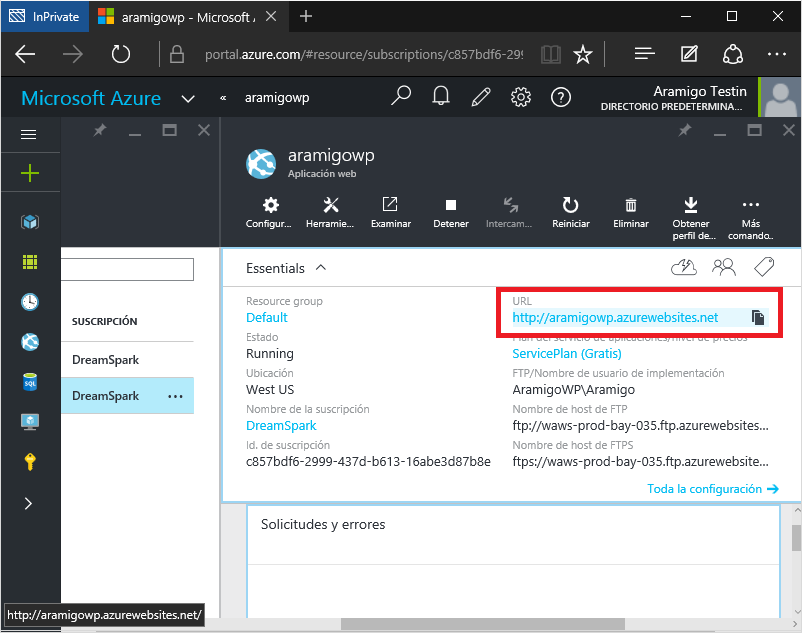 InPrivate
aramigowp - Microsoft A
portal.azure.com/#resource/subscriptions/c857bdf6-299
Microsoft Azure
« aramigowp
Aramigo Testin
DIRECTORIO PREDETERMINA...
aramigowp
Aplicación web
Configur...
Herramie...
Examinar
Detener
Intercam...
Reiniciar
Eliminar
Obtener perfil de...
Más comando..
SUSCRIPCIÓN
DreamSpark
DreamSpark ...
Essentials
Resource group
Default
Estado
Running
Ubicación
West US
Nombre de la suscripción
DreamSpark
Id. de suscripción
c857bdf6-2999-437d-b613-16abe3d87b8e
URL
http://aramigowp.azurewebsites.net
Plan del servicio de aplicaciones/nivel de precios
ServicePlan (Gratis)
FTP/Nombre de usuario de implementación
AramigoWP\Aramigo
Nombre de host de FTP
ftp://waws-prod-bay-035.ftp.azurewebsites...
Nombre de host de FTPS
ftps://waws-prod-bay-035.ftp.azurewebsite...
Toda la configuración →
Solicitudes y errores
http://aramigowp.azurewebsites.net/